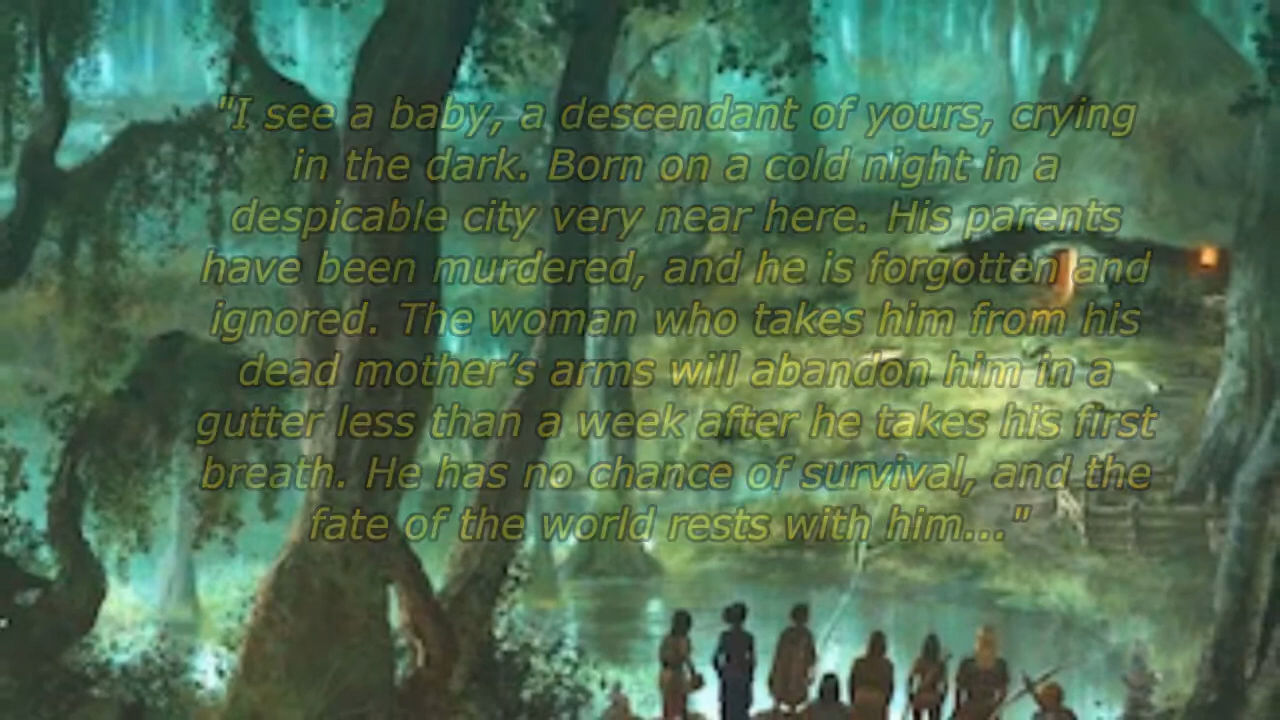 "I see a baby, a descendant of yours, crying
in the dark. Born on a cold night in a
despicable city very near here. His parents
have been murdered, and he is forgotten and
ignored. The woman who takes him from his
dead mother’s arms will abandon him in a
gutter less than a week after he takes his first
breath. He has no chance of survival, and the
fate of the world rests with him..."